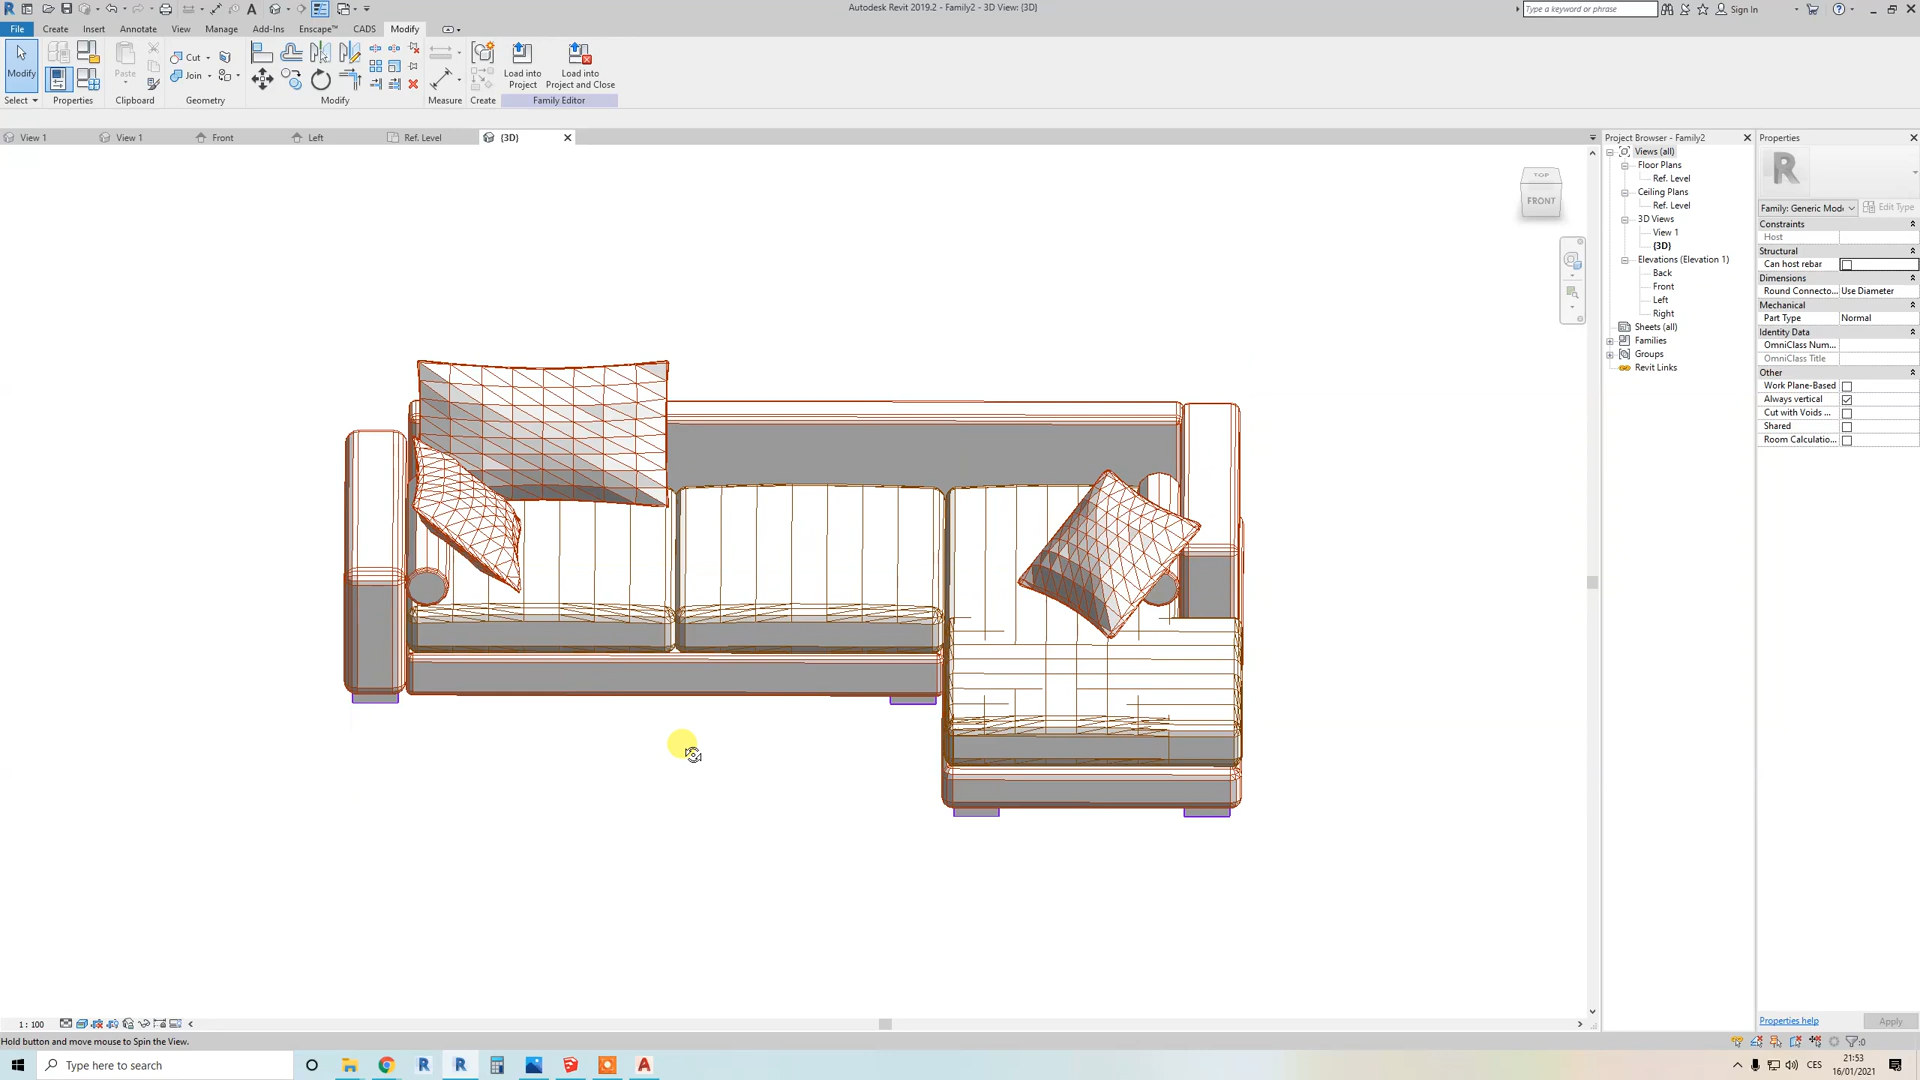 Autodesk Revit 2019.2 - Family2 - 3D View: {3D}
Type a keyword or phrase
Sign In
File
Create
Insert
Annotate
View
Manage
Add-Ins
Enscape™
CADS
Modify
Modify
Paste
Cut
Join
Load into
Project
Load into
Project and Close
Select
Properties
Clipboard
Geometry
Modify
Measure
Create
Family Editor
View 1
View 1
Front
Left
Ref. Level
{3D}
Project Browser - Family2
Properties
Views (all)
Floor Plans
Ref. Level
Ceiling Plans
Ref. Level
3D Views
View 1
{3D}
Elevations (Elevation 1)
Back
Front
Left
Right
Sheets (all)
Families
Groups
Revit Links
TOP
FRONT
R
Family: Generic Mode
Edit Type
Constraints
Host
Structural
Can host rebar
Dimensions
Round Connecto...
Use Diameter
Mechanical
Part Type
Normal
Identity Data
OmniClass Num...
OmniClass Title
Other
Work Plane-Based
Always vertical
Cut with Voids ...
Shared
Room Calculatio...
Properties help
Apply
1 : 100
Hold button and move mouse to Spin the View.
:0
Type here to search
CES
21:53
16/01/2021